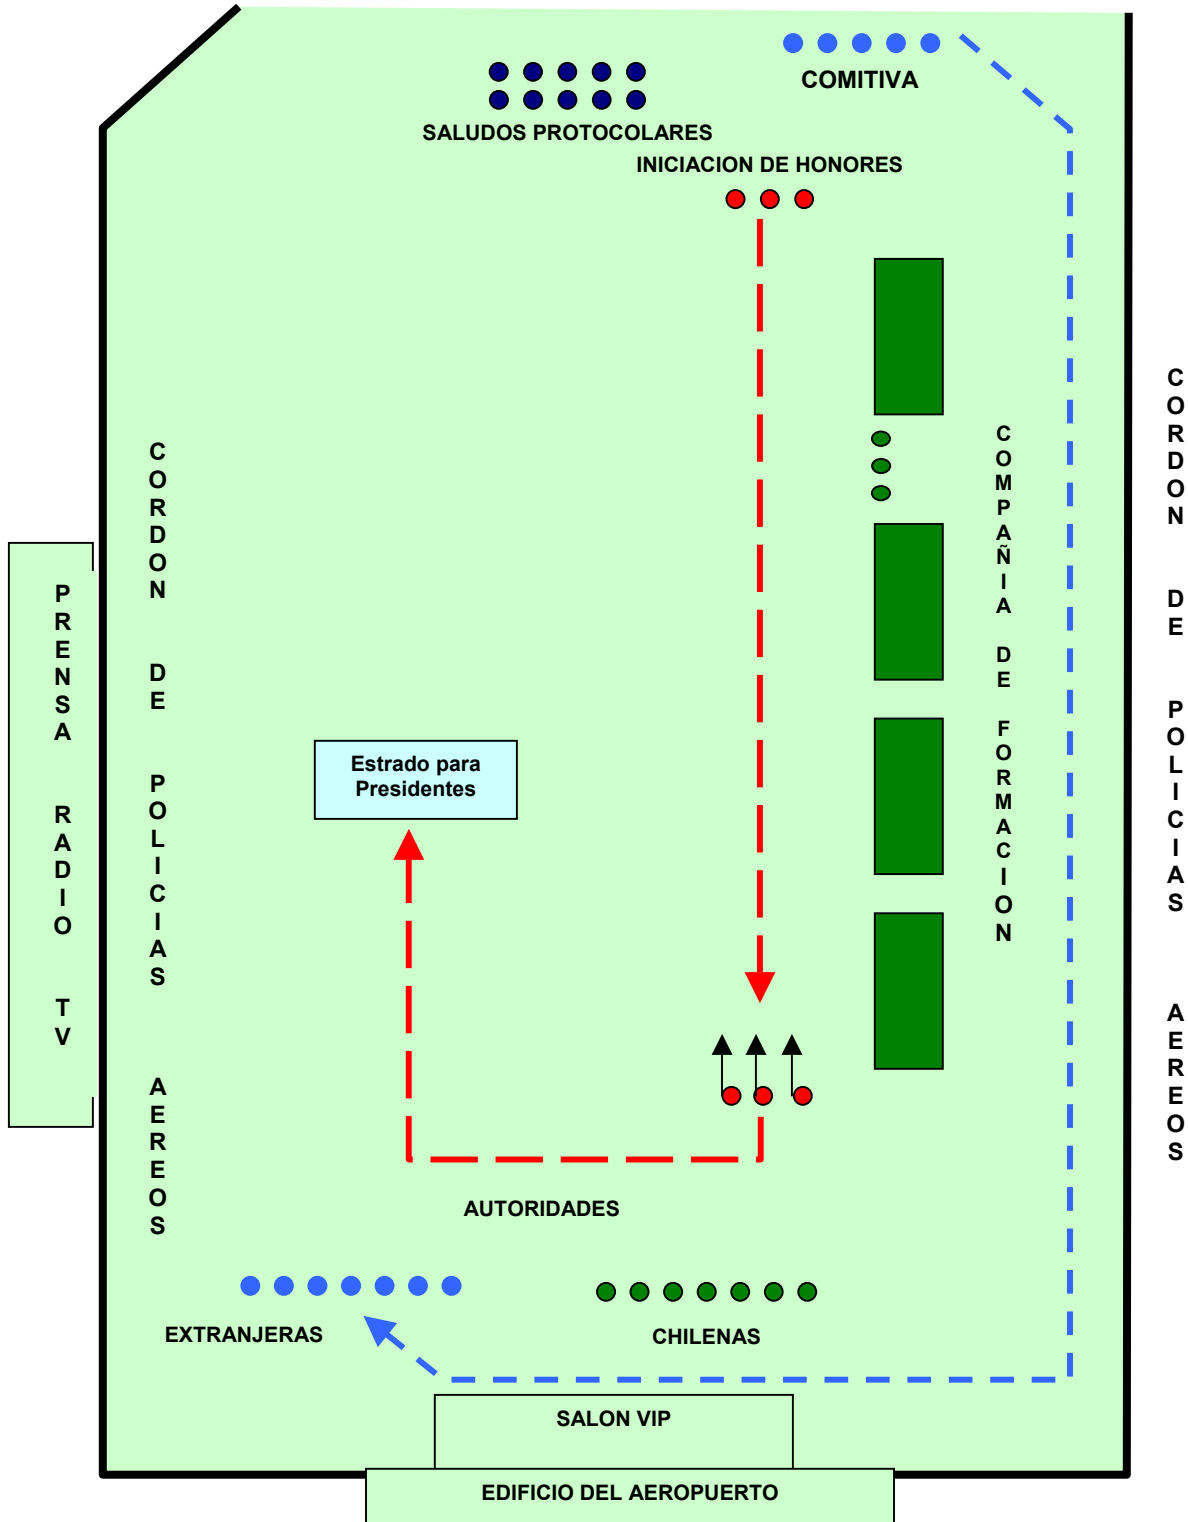 COMITIVA
SALUDOS PROTOCOLARES
INICIACION DE HONORES
CORDON DE POLICIAS AEREOS
PRENSA RADIO TV
COMPAÑIA DE FORMACION
CORDON DE POLICIAS AEREOS
Estrado para
Presidentes
AUTORIDADES
EXTRANJERAS
CHILENAS
SALON VIP
EDIFICIO DEL AEROPUERTO